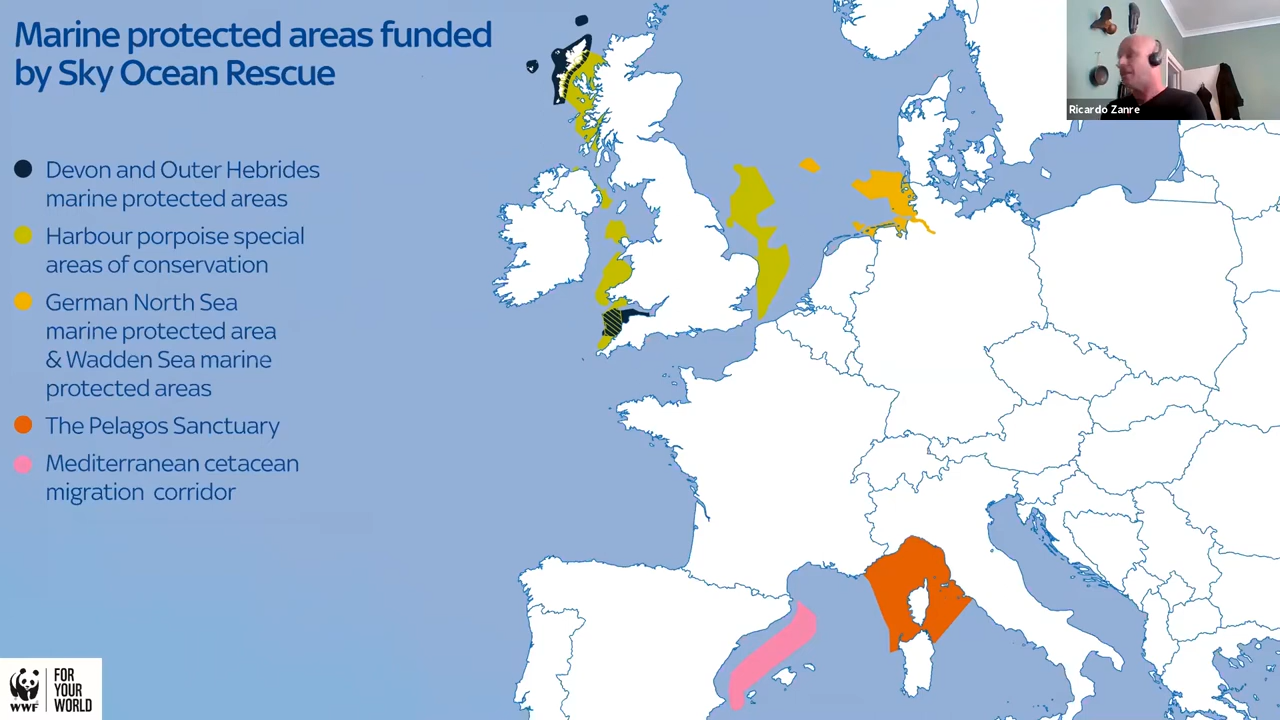 Marine protected areas funded
by Sky Ocean Rescue
Ricardo Zanre
Devon and Outer Hebrides
marine protected areas
Harbour porpoise special
areas of conservation
German North Sea
marine protected area
& Wadden Sea marine
protected areas
The Pelagos Sanctuary
Mediterranean cetacean
migration corridor
WWF
FOR
YOUR
WORLD